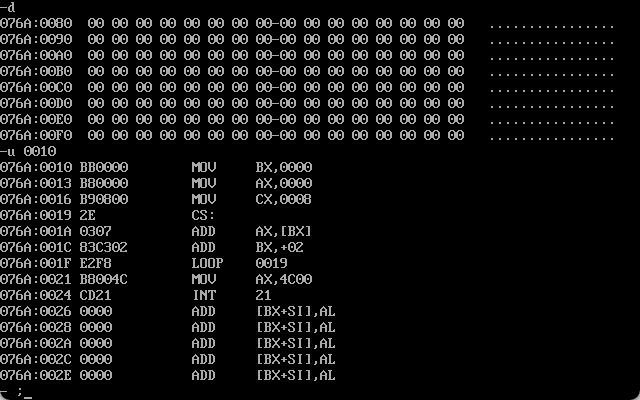 -d
076A:0080  00 00 00 00 00 00 00 00-00 00 00 00 00 00 00 00   ................
076A:0090  00 00 00 00 00 00 00 00-00 00 00 00 00 00 00 00   ................
076A:00A0  00 00 00 00 00 00 00 00-00 00 00 00 00 00 00 00   ................
076A:00B0  00 00 00 00 00 00 00 00-00 00 00 00 00 00 00 00   ................
076A:00C0  00 00 00 00 00 00 00 00-00 00 00 00 00 00 00 00   ................
076A:00D0  00 00 00 00 00 00 00 00-00 00 00 00 00 00 00 00   ................
076A:00E0  00 00 00 00 00 00 00 00-00 00 00 00 00 00 00 00   ................
076A:00F0  00 00 00 00 00 00 00 00-00 00 00 00 00 00 00 00   ................
-u 0010
076A:0010 BB0000        MOV     BX,0000
076A:0013 B80000        MOV     AX,0000
076A:0016 B90800        MOV     CX,0008
076A:0019 2E            CS:
076A:001A 0307          ADD     AX,[BX]
076A:001C 83C302        ADD     BX,+02
076A:001F E2F8          LOOP    0019
076A:0021 B8004C        MOV     AX,4C00
076A:0024 CD21          INT     21
076A:0026 0000          ADD     [BX+SI],AL
076A:0028 0000          ADD     [BX+SI],AL
076A:002A 0000          ADD     [BX+SI],AL
076A:002C 0000          ADD     [BX+SI],AL
076A:002E 0000          ADD     [BX+SI],AL
- ;_